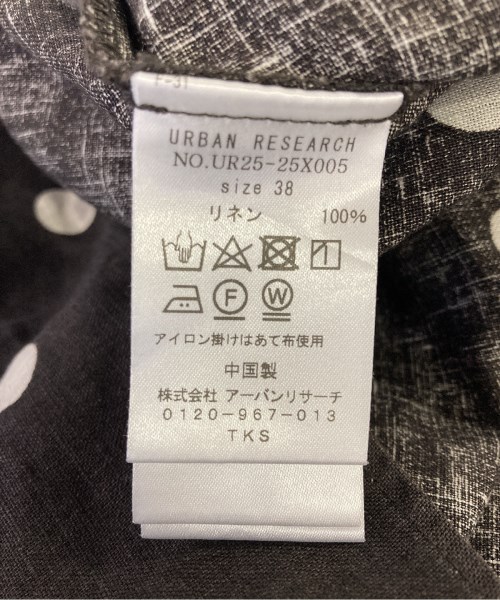 F-31
URBAN RESEARCH
NO.UR25-25X005
size 38
リネン 100%
F W
アイロン掛けはあて布使用
中国製
株式会社 アーバンリサーチ
0120-967-013
TKS